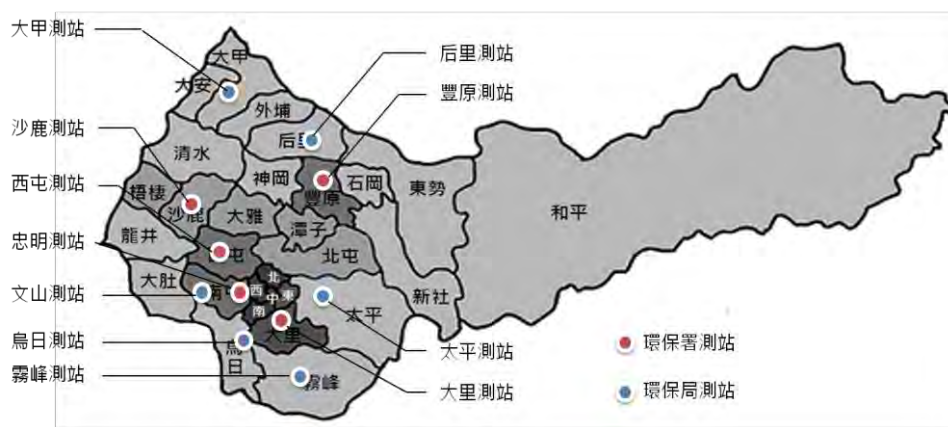 大甲測站
沙鹿測站
西屯測站
忠明測站
文山測站
烏日測站
霧峰測站
后里測站
豐原測站
大甲
大安
外埔
后里
清水
神岡
豐原
石岡
東勢
和平
梧棲
沙鹿
大雅
潭子
龍井
屯
北屯
大肚
南屯
北
西
中
東
南
太平
新社
大里
烏日
霧峰
太平測站
大里測站
環保署測站
環保局測站